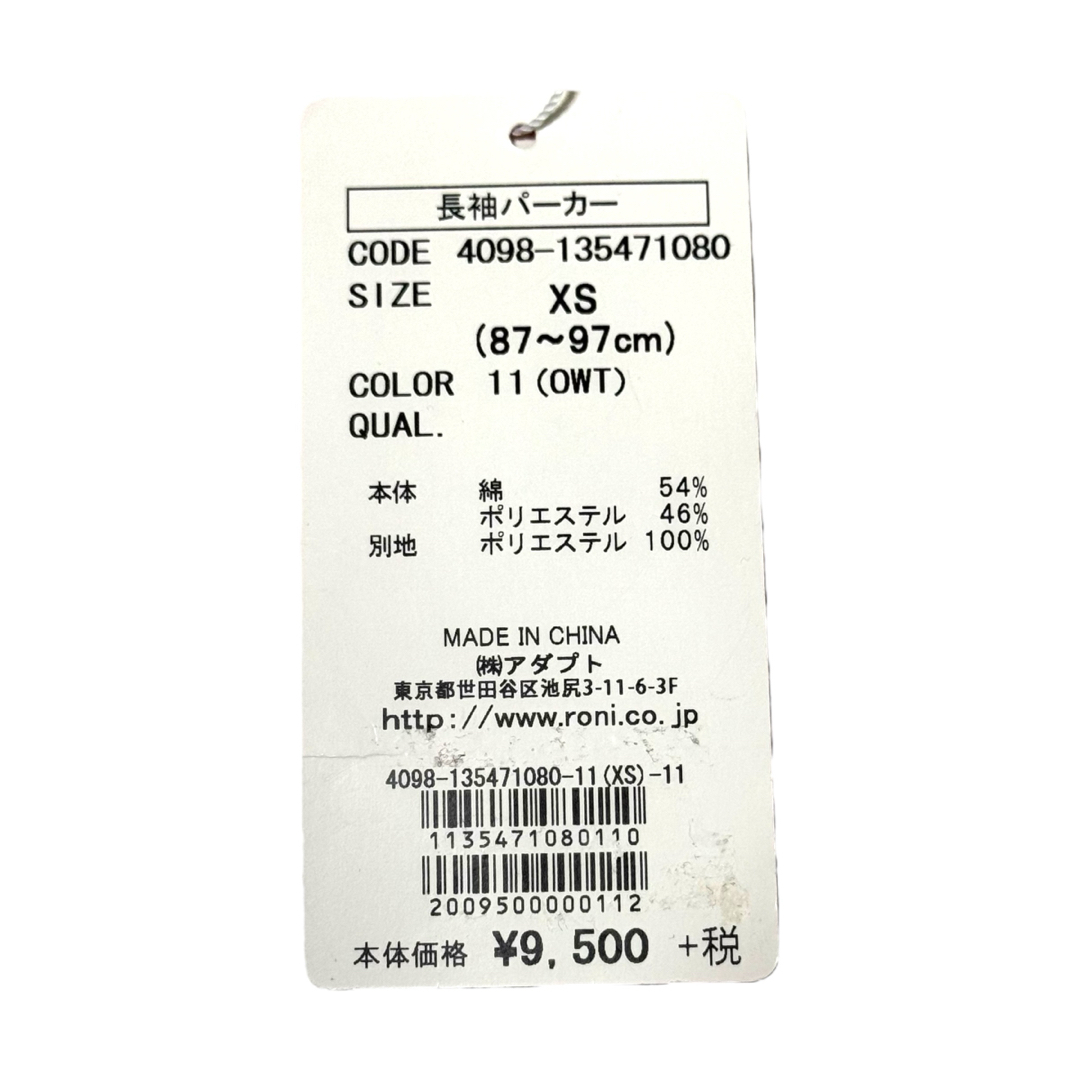 長袖パーカー
CODE 4098-135471080
SIZE XS
(87～97cm)
COLOR 11(OWT)
QUAL.
本体 綿 54%
ポリエステル 46%
別地 ポリエステル 100%
MADE IN CHINA
㈱アダプト
東京都世田谷区池尻3-11-6-3F
http://www.roni.co.jp
4098-135471080-11(XS)-11
1135471080110
2009500000112
本体価格 ¥9,500 +税